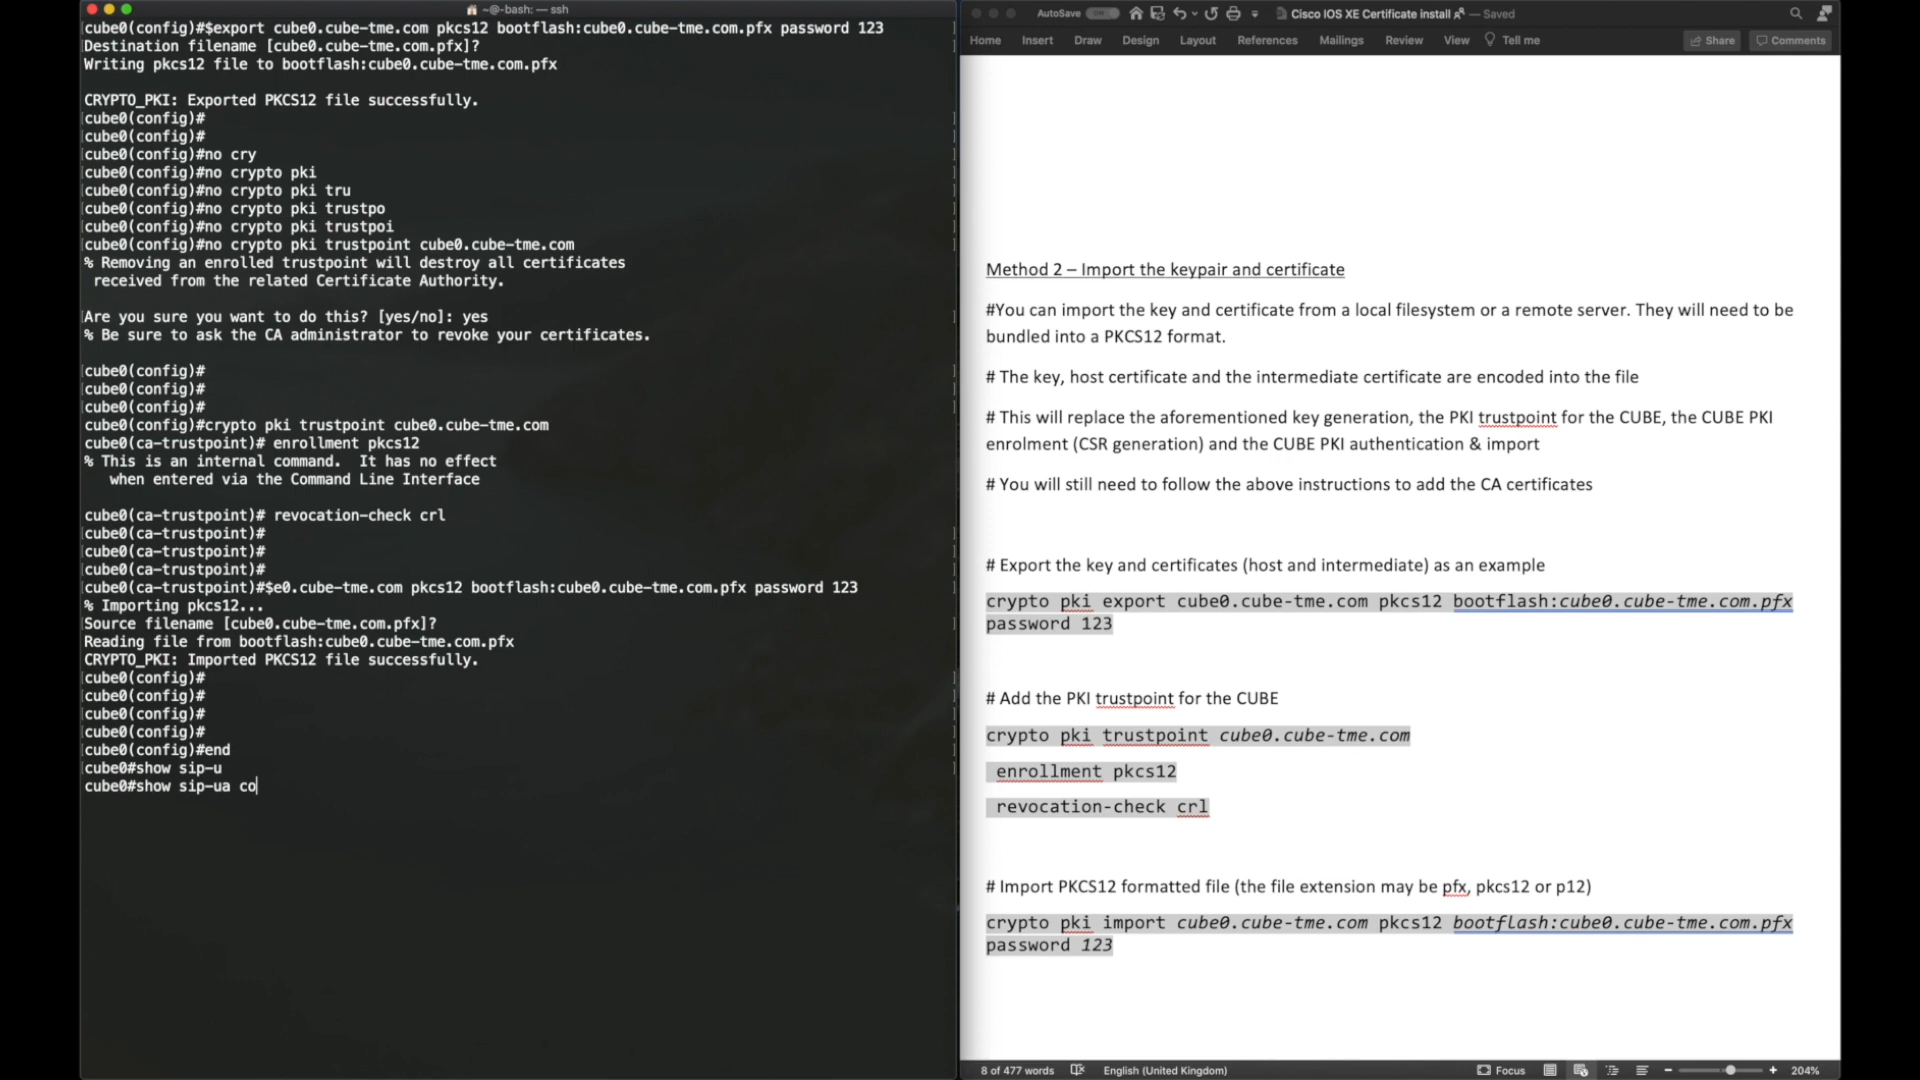 ~@-bash: — ssh
cube0(config)#$export cube0.cube-tme.com pkcs12 bootflash:cube0.cube-tme.com.pfx password 123
Destination filename [cube0.cube-tme.com.pfx]?
Writing pkcs12 file to bootflash:cube0.cube-tme.com.pfx
CRYPTO_PKI: Exported PKCS12 file successfully.
cube0(config)#
cube0(config)#
cube0(config)#no cry
cube0(config)#no crypto pki
cube0(config)#no crypto pki tru
cube0(config)#no crypto pki trustpo
cube0(config)#no crypto pki trustpoi
cube0(config)#no crypto pki trustpoint cube0.cube-tme.com
% Removing an enrolled trustpoint will destroy all certificates
received from the related Certificate Authority.
Are you sure you want to do this? [yes/no]: yes
% Be sure to ask the CA administrator to revoke your certificates.
cube0(config)#
cube0(config)#
cube0(config)#
cube0(config)#crypto pki trustpoint cube0.cube-tme.com
cube0(ca-trustpoint)# enrollment pkcs12
% This is an internal command.  It has no effect
when entered via the Command Line Interface
cube0(ca-trustpoint)# revocation-check crl
cube0(ca-trustpoint)#
cube0(ca-trustpoint)#
cube0(ca-trustpoint)#
cube0(ca-trustpoint)#$e0.cube-tme.com pkcs12 bootflash:cube0.cube-tme.com.pfx password 123
% Importing pkcs12...
Source filename [cube0.cube-tme.com.pfx]?
Reading file from bootflash:cube0.cube-tme.com.pfx
CRYPTO_PKI: Imported PKCS12 file successfully.
cube0(config)#
cube0(config)#
cube0(config)#
cube0(config)#
cube0(config)#end
cube0#show sip-u
cube0#show sip-ua co
AutoSave ON Cisco IOS XE Certificate install — Saved
Home Insert Draw Design Layout References Mailings Review View Tell me Share Comments
Method 2 – Import the keypair and certificate
#You can import the key and certificate from a local filesystem or a remote server. They will need to be
bundled into a PKCS12 format.
# The key, host certificate and the intermediate certificate are encoded into the file
# This will replace the aforementioned key generation, the PKI trustpoint for the CUBE, the CUBE PKI
enrolment (CSR generation) and the CUBE PKI authentication & import
# You will still need to follow the above instructions to add the CA certificates
# Export the key and certificates (host and intermediate) as an example
crypto pki export cube0.cube-tme.com pkcs12 bootflash:cube0.cube-tme.com.pfx
password 123
# Add the PKI trustpoint for the CUBE
crypto pki trustpoint cube0.cube-tme.com
enrollment pkcs12
revocation-check crl
# Import PKCS12 formatted file (the file extension may be pfx, pkcs12 or p12)
crypto pki import cube0.cube-tme.com pkcs12 bootflash:cube0.cube-tme.com.pfx
password 123
8 of 477 words English (United Kingdom) Focus 204%